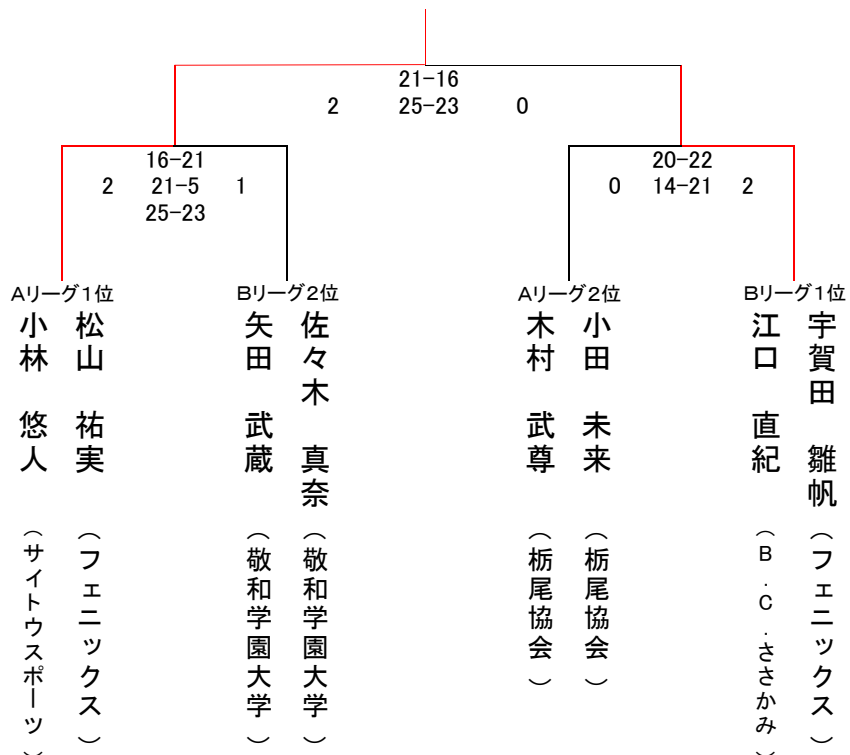 21-16
2 25-23 0
16-21
2 21-5 1
25-23
20-22
0 14-21 2
Aリーグ1位
小林 悠人 (サイトウスポーツ)
松山 祐実 (フェニックス)
Bリーグ2位
矢田 武蔵 (敬和学園大学)
佐々木 真奈 (敬和学園大学)
Aリーグ2位
木村 武尊 (栃尾協会)
小田 未来 (栃尾協会)
Bリーグ1位
江口 直紀 (B.C.ささかみ)
宇賀田 雛帆 (フェニックス)